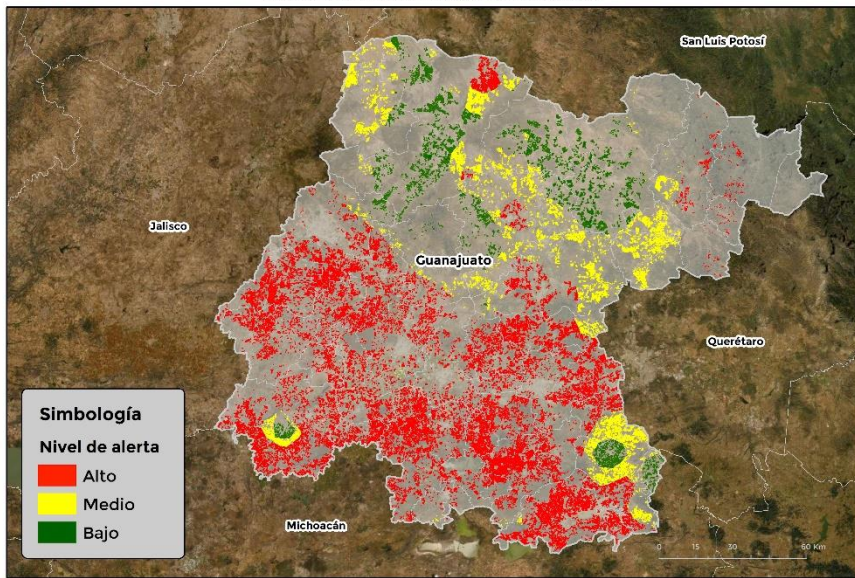 San Luis Potosí
Jalisco
Guanajuato
Querétaro
Simbología
Nivel de alerta
Alto
Medio
Bajo
Michoacán
0 15 30 60 Km